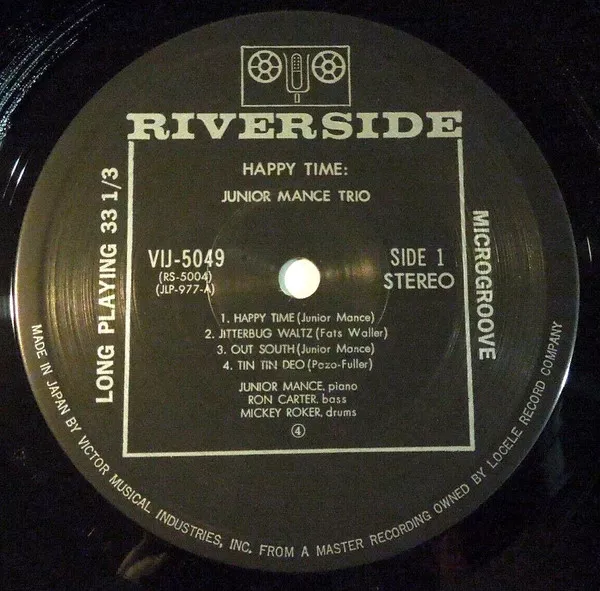 RIVERSIDE
HAPPY TIME:
JUNIOR MANCE TRIO
LONG PLAYING 33 1/3
MICROGROOVE
VIJ-5049
(RS-5004)
(JLP-977-A)
SIDE 1
STEREO
1. HAPPY TIME (Junior Mance)
2. JITTERBUG WALTZ (Fats Waller)
3. OUT SOUTH (Junior Mance)
4. TIN TIN DEO (Pozo-Fuller)
JUNIOR MANCE, piano
RON CARTER, bass
MICKEY ROKER, drums
④
MADE IN JAPAN BY VICTOR MUSICAL INDUSTRIES, INC. FROM A MASTER RECORDING OWNED BY LOCELE RECORD COMPANY